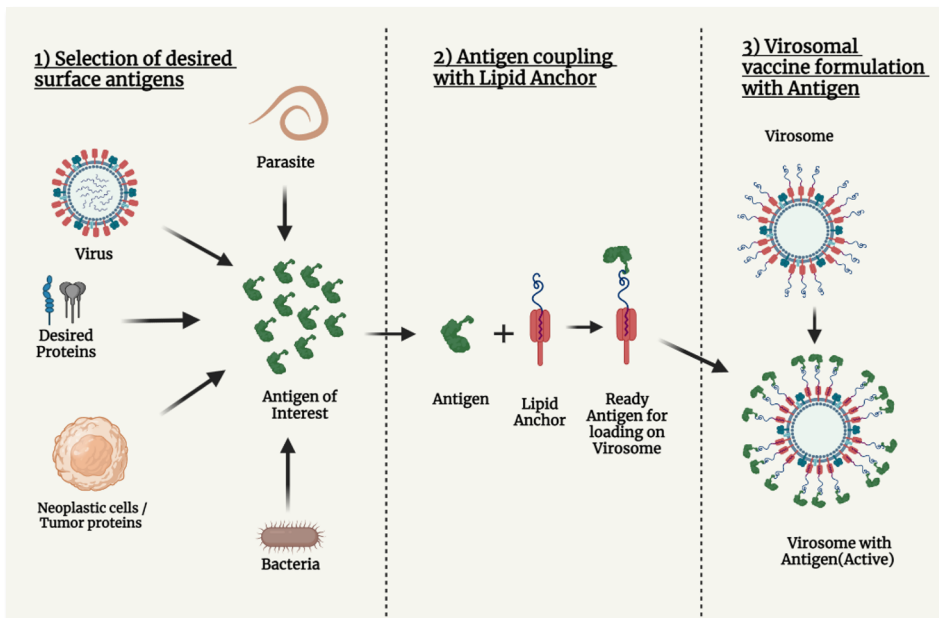 1) Selection of desired
surface antigens
Parasite
Virus
Desired
Proteins
Antigen of
Interest
Neoplastic cells /
Tumor proteins
Bacteria
2) Antigen coupling
with Lipid Anchor
+
Antigen
Lipid
Anchor
Ready
Antigen for
loading on
Virosome
3) Virosomal
vaccine formulation
with Antigen
Virosome
Virosome with
Antigen(Active)